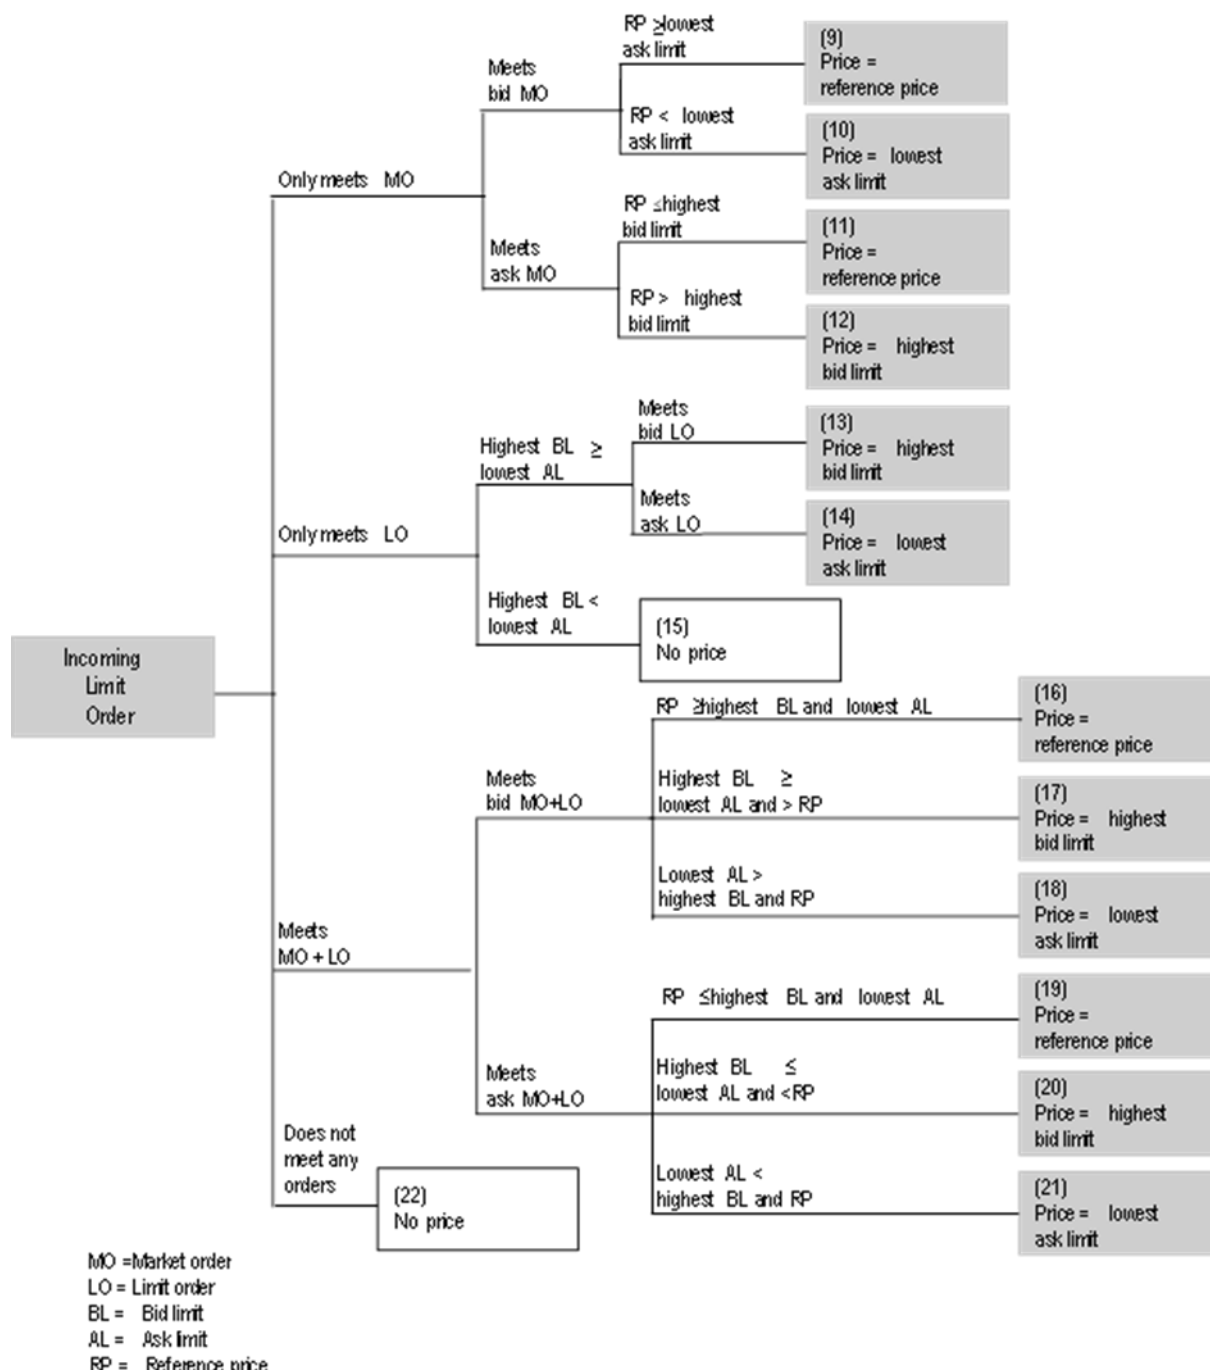 Incoming
Limit
Order
Only meets MO
Meets
bid MO
RP ≥lowest
ask limit
(9)
Price =
reference price
RP < lowest
ask limit
(10)
Price = lowest
ask limit
Meets
ask MO
RP ≤highest
bid limit
(11)
Price =
reference price
RP > highest
bid limit
(12)
Price = highest
bid limit
Only meets LO
Highest BL ≥
lowest AL
Meets
bid LO
(13)
Price = highest
bid limit
Meets
ask LO
(14)
Price = lowest
ask limit
Highest BL <
lowest AL
(15)
No price
Meets
MO + LO
Meets
bid MO+LO
RP ≥highest BL and lowest AL
(16)
Price =
reference price
Highest BL ≥
lowest AL and > RP
(17)
Price = highest
bid limit
Lowest AL >
highest BL and RP
(18)
Price = lowest
ask limit
Meets
ask MO+LO
RP ≤highest BL and lowest AL
(19)
Price =
reference price
Highest BL ≤
lowest AL and <RP
(20)
Price = highest
bid limit
Lowest AL <
highest BL and RP
(21)
Price = lowest
ask limit
Does not
meet any
orders
(22)
No price
MO =Market order
LO = Limit order
BL = Bid limit
AL = Ask limit
RP = Reference price